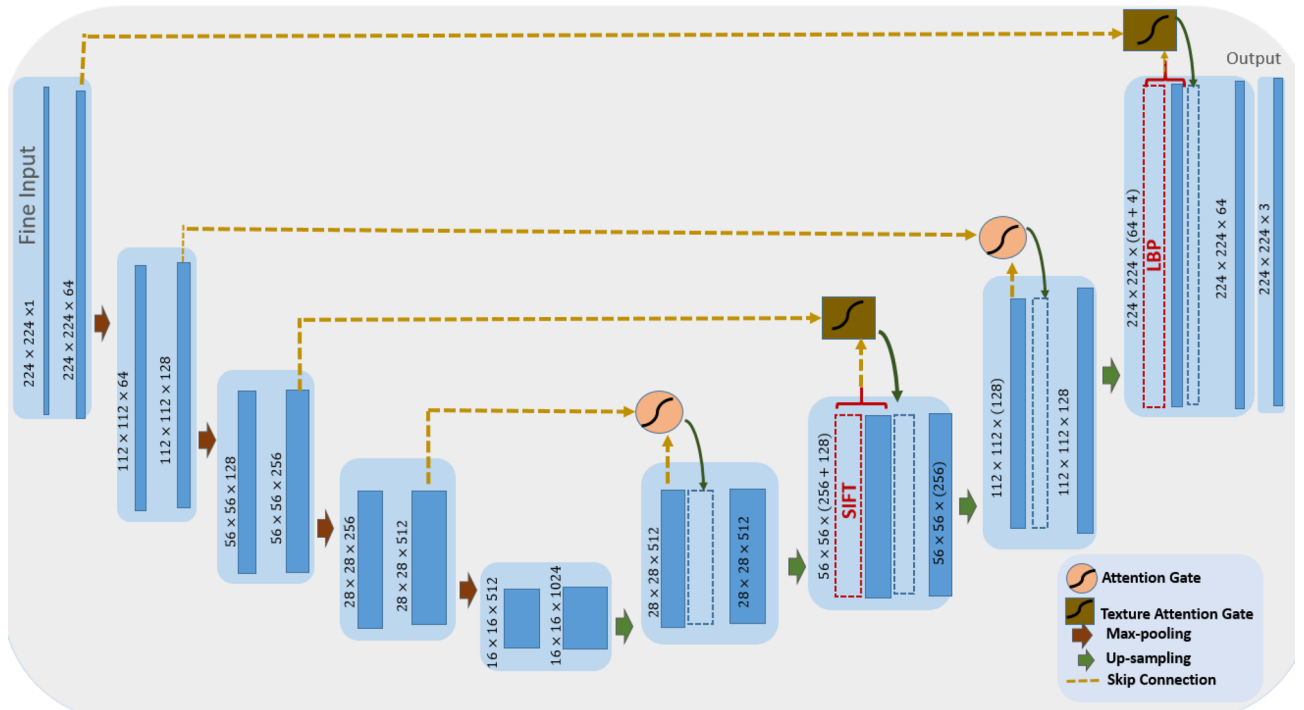 Fine Input
224 × 224 ×1
224 × 224 × 64
112 × 112 × 64
112 × 112 × 128
56 × 56 × 128
56 × 56 × 256
28 × 28 × 256
28 × 28 × 512
16 × 16 × 512
16 × 16 × 1024
28 × 28 × 512
28 × 28 × 512
56 × 56 × (256 + 128)
SIFT
56 × 56 × (256)
112 × 112 × (128)
112 × 112 × 128
224 × 224 × (64 + 4)
LBP
224 × 224 × 64
Output
224 × 224 × 3
Attention Gate
Texture Attention Gate
Max-pooling
Up-sampling
Skip Connection